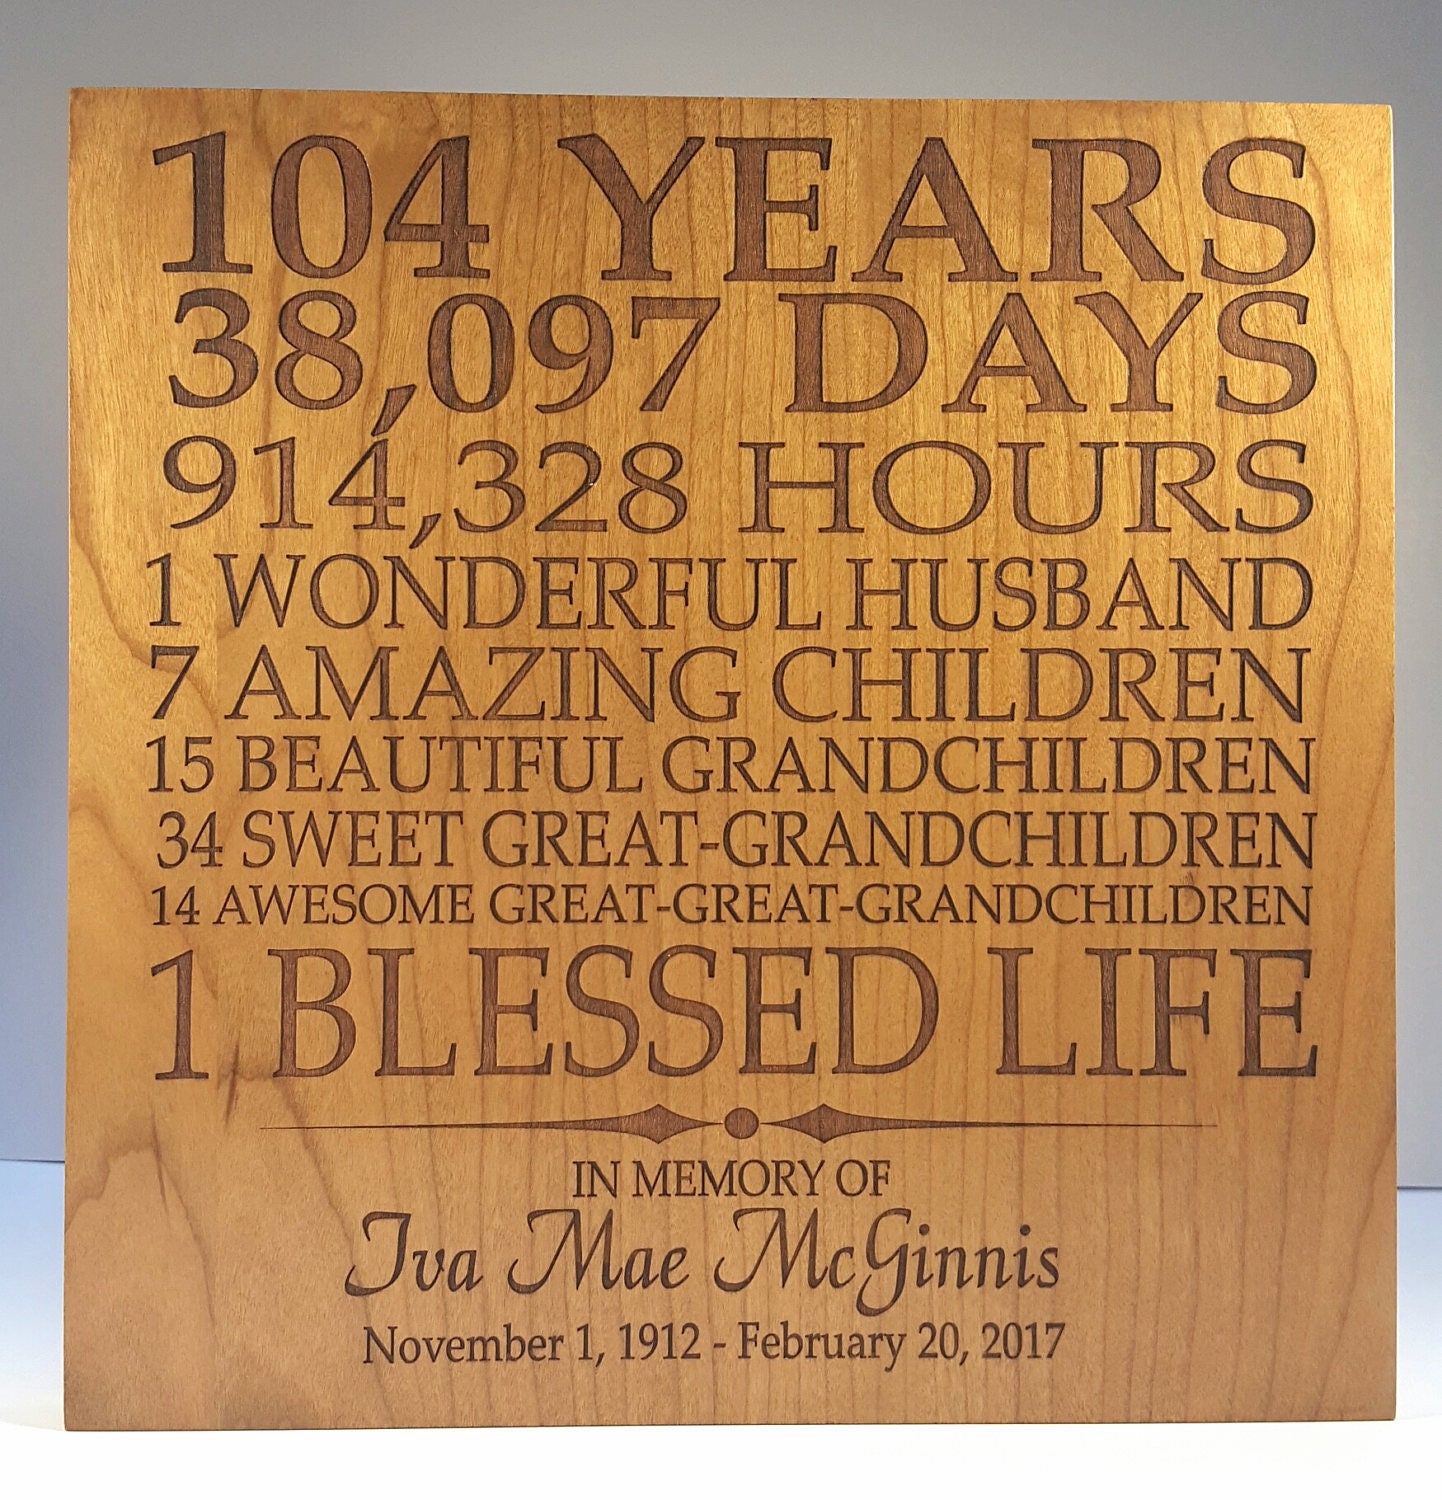 104 YEARS
38,097 DAYS
914,328 HOURS
1 WONDERFUL HUSBAND
7 AMAZING CHILDREN
15 BEAUTIFUL GRANDCHILDREN
34 SWEET GREAT-GRANDCHILDREN
14 AWESOME GREAT-GREAT-GRANDCHILDREN
1 BLESSED LIFE
IN MEMORY OF
Iva Mae McGinnis
November 1, 1912 - February 20, 2017